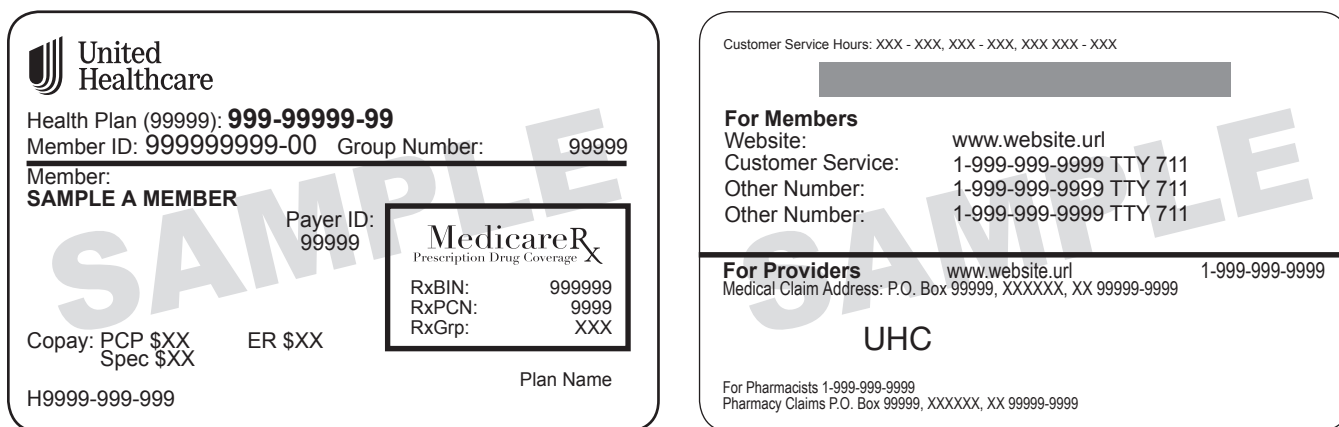 United
Healthcare
Health Plan (99999): 999-99999-99
Member ID: 999999999-00 Group Number: 99999
Member:
SAMPLE A MEMBER
Payer ID:
99999
MedicareRx
Prescription Drug Coverage
RxBIN: 999999
RxPCN: 9999
RxGrp: XXX
Copay: PCP $XX ER $XX
Spec $XX
Plan Name
H9999-999-999
SAMPLE
Customer Service Hours: XXX - XXX, XXX - XXX, XXX XXX - XXX
For Members
Website: www.website.url
Customer Service: 1-999-999-9999 TTY 711
Other Number: 1-999-999-9999 TTY 711
Other Number: 1-999-999-9999 TTY 711
For Providers www.website.url 1-999-999-9999
Medical Claim Address: P.O. Box 99999, XXXXXX, XX 99999-9999
UHC
For Pharmacists 1-999-999-9999
Pharmacy Claims P.O. Box 99999, XXXXXX, XX 99999-9999
SAMPLE